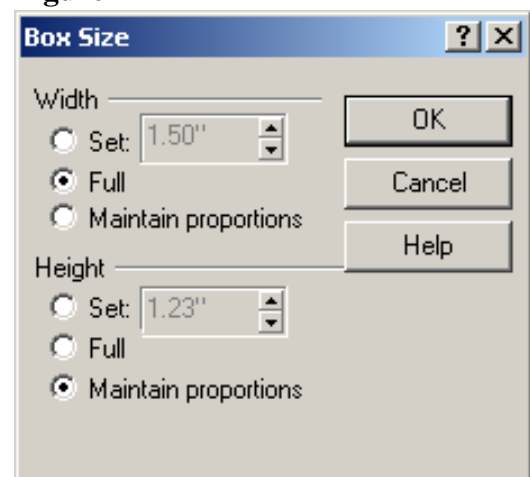 Box Size
Width
Set: 1.50"
Full
Maintain proportions
Height
Set: 1.23"
Full
Maintain proportions
OK
Cancel
Help